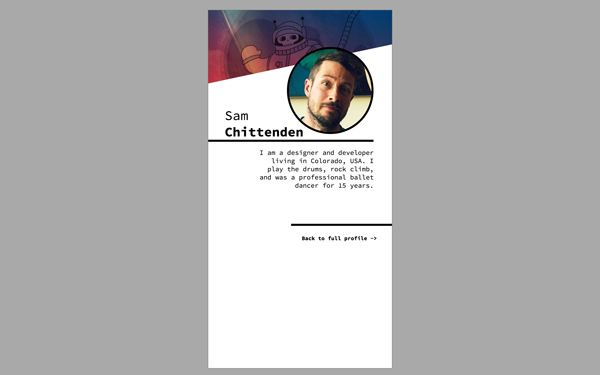 Sam
Chittenden
I am a designer and developer
living in Colorado, USA. I
play the drums, rock climb,
and was a professional ballet
dancer for 15 years.
Back to full profile ->